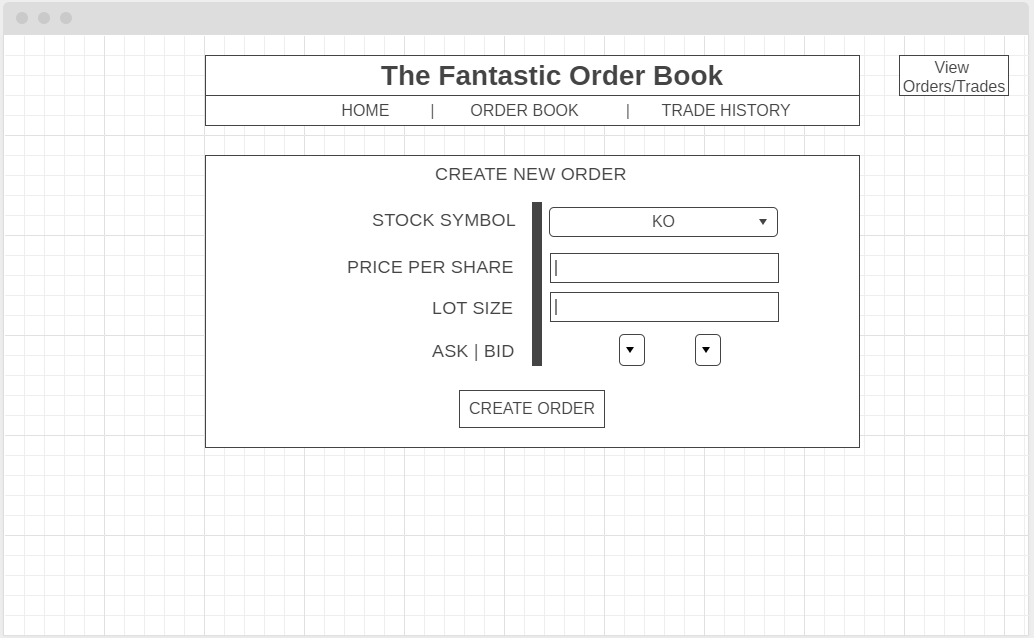 The Fantastic Order Book
View
Orders/Trades
HOME | ORDER BOOK | TRADE HISTORY
CREATE NEW ORDER
STOCK SYMBOL KO
PRICE PER SHARE
LOT SIZE
ASK | BID
CREATE ORDER